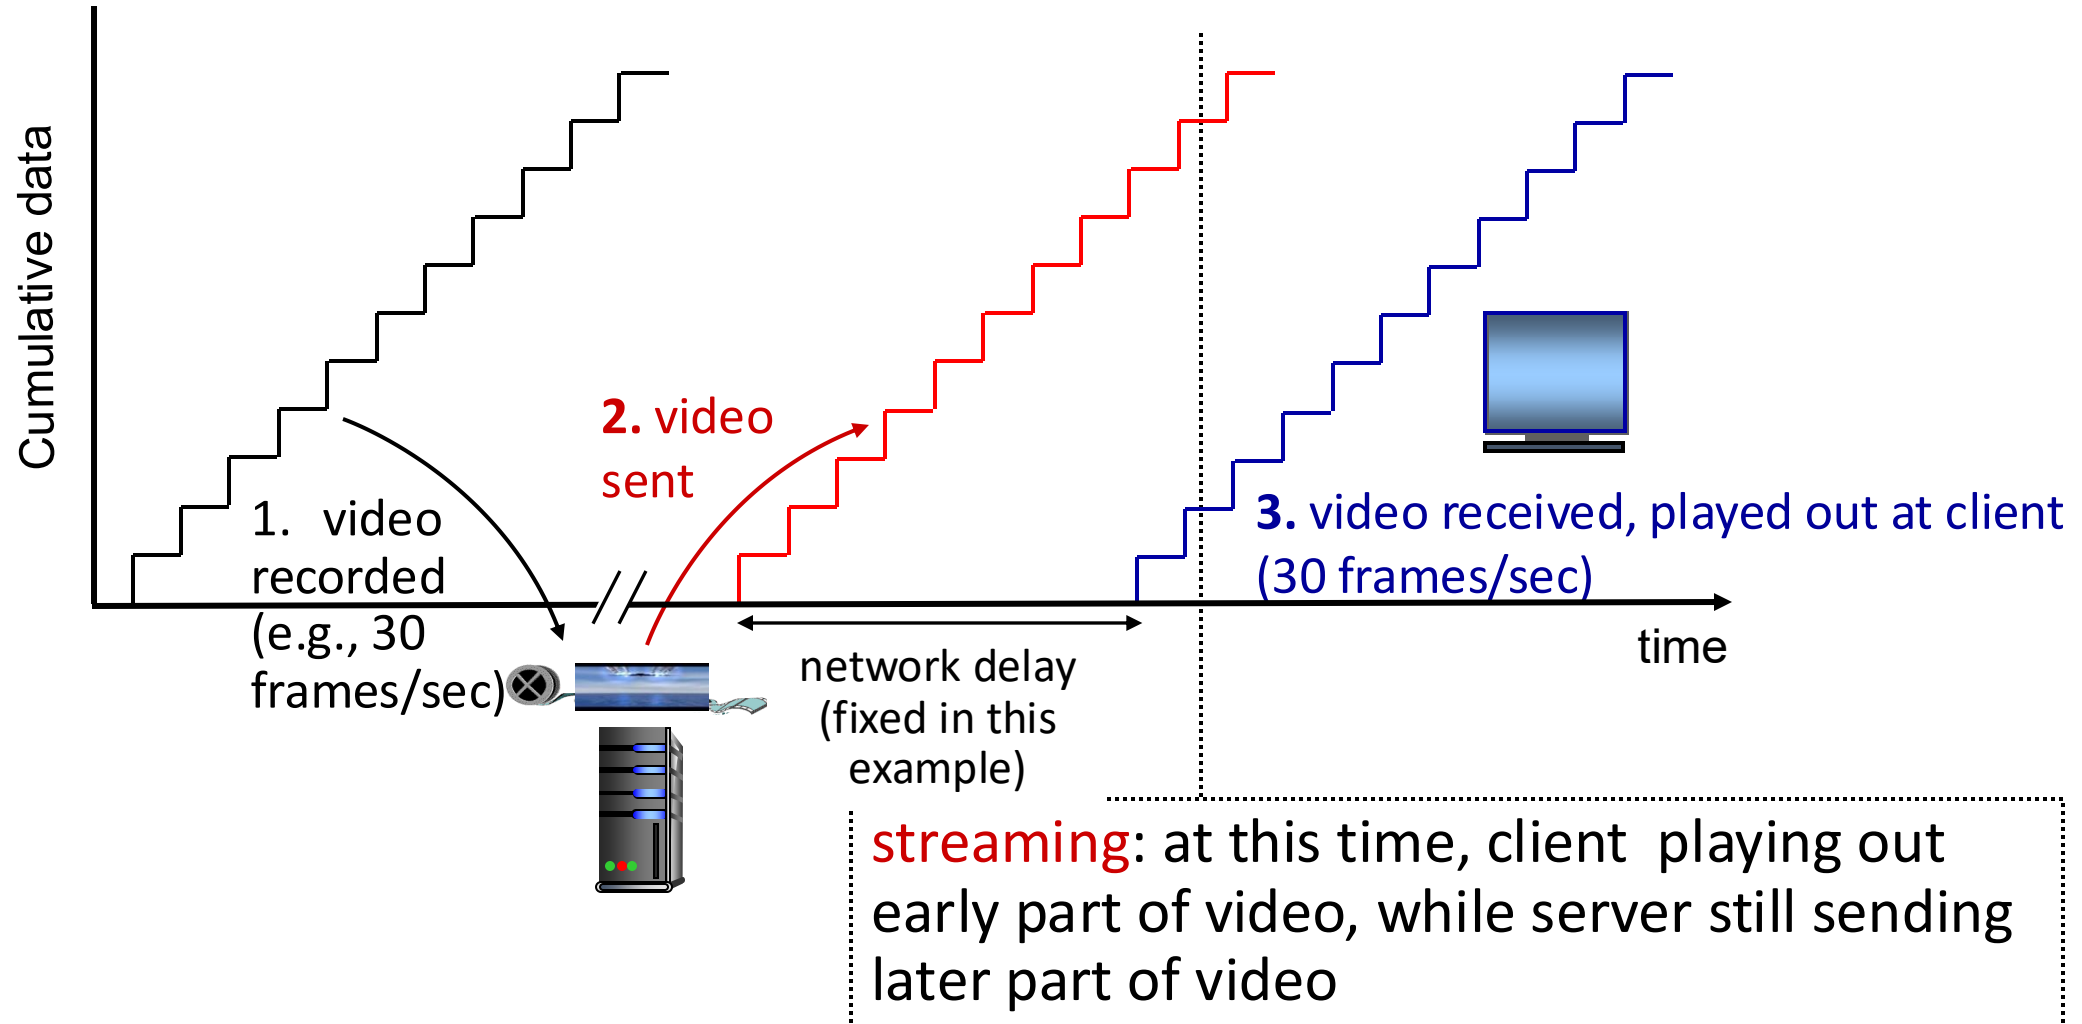 Cumulative data
1. video
recorded
(e.g., 30
frames/sec)
2. video
sent
3. video received, played out at client
(30 frames/sec)
time
network delay
(fixed in this
example)
streaming: at this time, client playing out
early part of video, while server still sending
later part of video